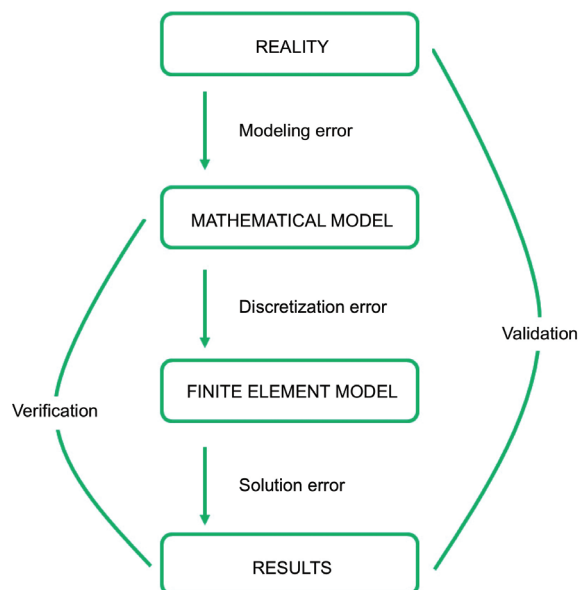 REALITY
Modeling error
MATHEMATICAL MODEL
Discretization error
Validation
FINITE ELEMENT MODEL
Verification
Solution error
RESULTS